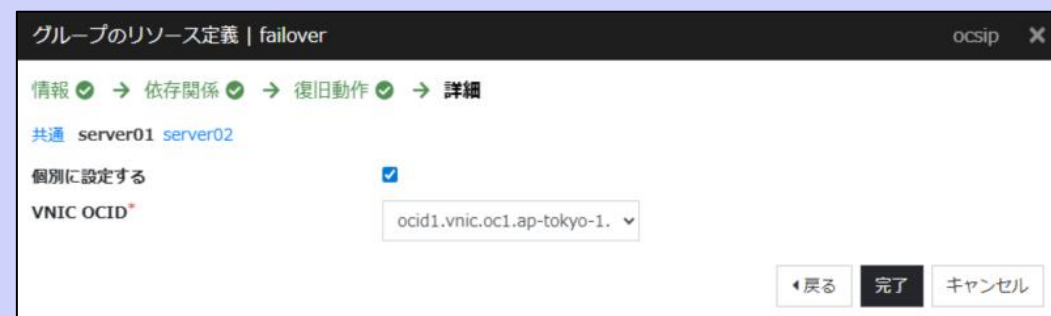 グループのリソース定義 | failover ocsip ×
情報 → 依存関係 → 復旧動作 → 詳細
共通 server01 server02
個別に設定する
VNIC OCID* ocid1.vnic.oc1.ap-tokyo-1.
戻る 完了 キャンセル